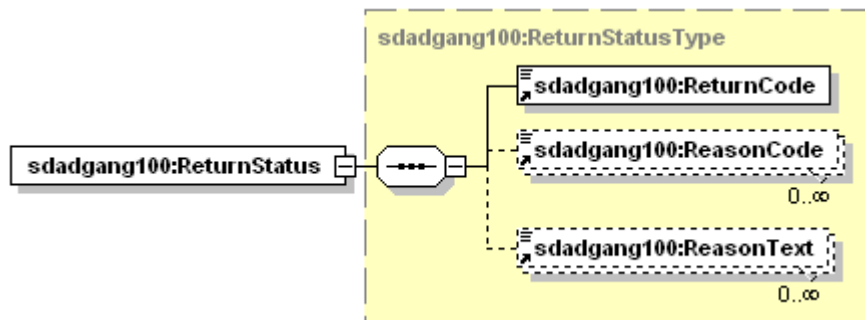 sdadgang100:ReturnStatusType
sdadgang100:ReturnCode
sdadgang100:ReturnStatus
sdadgang100:ReasonCode
0..∞
sdadgang100:ReasonText
0..∞